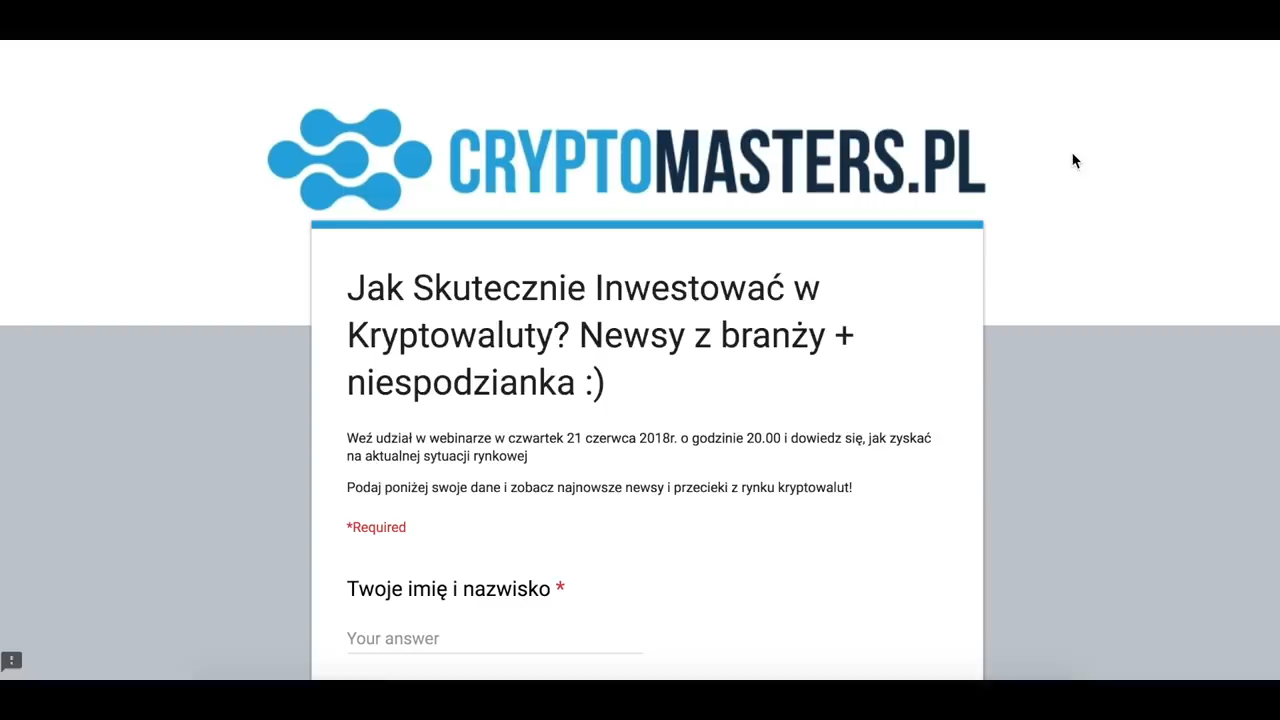 CRYPTOMASTERS.PL
Jak Skutecznie Inwestować w
Kryptowaluty? Newsy z branży +
niespodzianka :)
Weź udział w webinarze w czwartek 21 czerwca 2018r. o godzinie 20.00 i dowiedz się, jak zyskać
na aktualnej sytuacji rynkowej
Podaj poniżej swoje dane i zobacz najnowsze newsy i przecieki z rynku kryptowalut!
*Required
Twoje imię i nazwisko *
Your answer